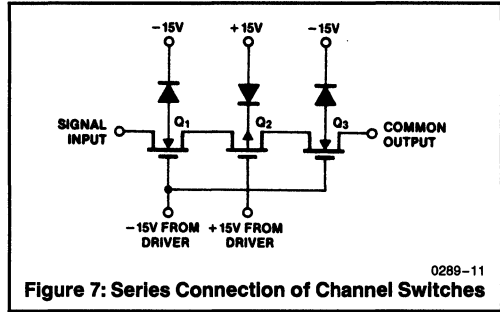 -15V +15V -15V
Q1 Q2 Q3
SIGNAL INPUT
COMMON OUTPUT
-15V FROM DRIVER
+15V FROM DRIVER
0289-11
Figure 7: Series Connection of Channel Switches